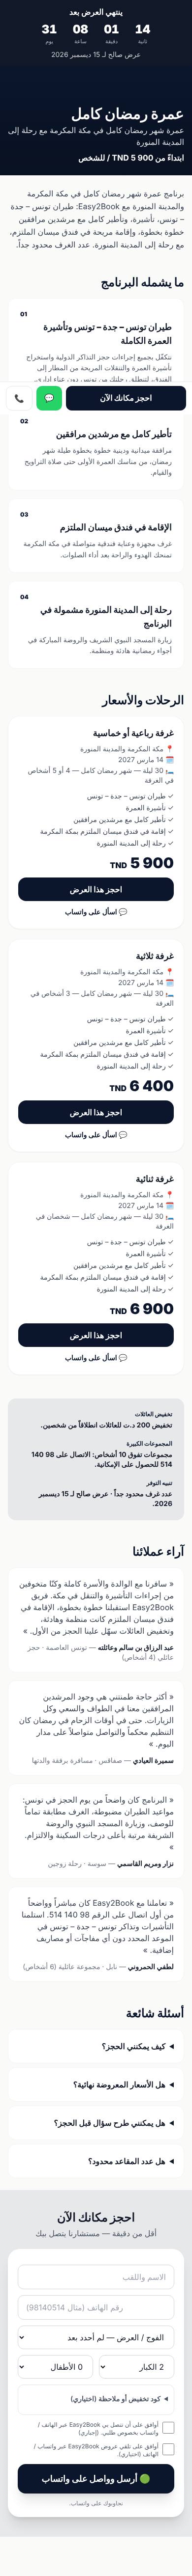 ينتهي العرض بعد
14 ثانية
01 دقيقة
08 ساعة
31 يوم
عرض صالح لـ 15 ديسمبر 2026
عمرة رمضان كامل
عمرة شهر رمضان كامل في مكة المكرمة مع رحلة إلى
المدينة المنورة
ابتداءً من 900 5 TND / للشخص
برنامج عمرة شهر رمضان كامل في مكة المكرمة
والمدينة المنورة مع Easy2Book: طيران تونس – جدة
– تونس، تأشيرة، وتأطير كامل مع مرشدين مرافقين
خطوة بخطوة، وإقامة مريحة في فندق ميسان الملتزم،
مع رحلة إلى المدينة المنورة. عدد الغرف محدود جداً.
ما يشمله البرنامج
01
طيران تونس – جدة – تونس وتأشيرة
العمرة الكاملة
نتكفّل بجميع إجراءات حجز التذاكر الدولية واستخراج
تأشيرة العمرة والتنقلات المريحة من المطار إلى
احجز مكانك الآن
02
تأطير كامل مع مرشدين مرافقين
مرافقة ميدانية ودينية خطوة بخطوة طيلة شهر
رمضان، من مناسك العمرة الأولى حتى صلاة التراويح
والقيام.
03
الإقامة في فندق ميسان الملتزم
غرف مجهزة وعناية فندقية متواصلة في مكة المكرمة
تمنحك الهدوء والراحة بعد أداء الصلوات.
04
رحلة إلى المدينة المنورة مشمولة في
البرنامج
زيارة المسجد النبوي الشريف والروضة المباركة في
أجواء رمضانية هادئة ومنظمة.
الرحلات والأسعار
غرفة رباعية أو خماسية
📍 مكة المكرمة والمدينة المنورة
🗓️ 14 مارس 2027
🛏️ 30 ليلة — شهر رمضان كامل — 4 أو 5 أشخاص
في الغرفة
✓ طيران تونس – جدة – تونس
✓ تأشيرة العمرة
✓ تأطير كامل مع مرشدين مرافقين
✓ إقامة في فندق ميسان الملتزم بمكة المكرمة
✓ رحلة إلى المدينة المنورة
5 900 TND
احجز هذا العرض
💬 اسأل على واتساب
غرفة ثلاثية
📍 مكة المكرمة والمدينة المنورة
🗓️ 14 مارس 2027
🛏️ 30 ليلة — شهر رمضان كامل — 3 أشخاص في
الغرفة
✓ طيران تونس – جدة – تونس
✓ تأشيرة العمرة
✓ تأطير كامل مع مرشدين مرافقين
✓ إقامة في فندق ميسان الملتزم بمكة المكرمة
✓ رحلة إلى المدينة المنورة
6 400 TND
احجز هذا العرض
💬 اسأل على واتساب
غرفة ثنائية
📍 مكة المكرمة والمدينة المنورة
🗓️ 14 مارس 2027
🛏️ 30 ليلة — شهر رمضان كامل — شخصان في
الغرفة
✓ طيران تونس – جدة – تونس
✓ تأشيرة العمرة
✓ تأطير كامل مع مرشدين مرافقين
✓ إقامة في فندق ميسان الملتزم بمكة المكرمة
✓ رحلة إلى المدينة المنورة
6 900 TND
احجز هذا العرض
💬 اسأل على واتساب
تخفيض العائلات
تخفيض 200 د.ت للعائلات انطلاقاً من شخصين.
المجموعات الكبيرة
مجموعات تفوق 10 أشخاص: الاتصال على 98 140
514 للحصول على الإمكانية.
تنبيه التوفر
عدد غرف محدود جداً · عرض صالح لـ 15 ديسمبر
2026.
آراء عملائنا
« سافرنا مع الوالدة والأسرة كاملة وكنّا متخوفين
من إجراءات التأشيرة والتنقل في مكة. فريق
Easy2Book استقبلنا خطوة بخطوة، الإقامة في
فندق ميسان الملتزم كانت منظمة وهادئة،
وتخفيض العائلات سهّل علينا الحجز من الأول. »
عبد الرزاق بن سالم وعائلته — تونس العاصمة · حجز
عائلي (4 أشخاص)
« أكثر حاجة طمنتني هي وجود المرشدين
المرافقين معنا في الطواف والسعي وكل
الزيارات. حتى في أوقات الزحام في رمضان كان
التنظيم محكماً والتواصل متواصلاً على مدار
اليوم. »
سميرة العيادي — صفاقس · مسافرة برفقة والدتها
« البرنامج كان واضحاً من يوم الحجز في تونس:
مواعيد الطيران مضبوطة، الغرف مطابقة تماماً
للوصف، وزيارة المسجد النبوي والروضة
الشريفة مرتبة بأعلى درجات السكينة والالتزام.
»
نزار ومريم القاسمي — سوسة · رحلة زوجين
« تعاملنا مع Easy2Book كان مباشراً وواضحاً
من أول اتصال على الرقم 98 140 514. استلمنا
التأشيرات وتذاكر تونس – جدة – تونس في
الموعد المحدد دون أي مفاجآت أو مصاريف
إضافية. »
لطفي الحمروني — نابل · مجموعة عائلية (6 أشخاص)
أسئلة شائعة
◀ كيف يمكنني الحجز؟
◀ هل الأسعار المعروضة نهائية؟
◀ هل يمكنني طرح سؤال قبل الحجز؟
◀ هل عدد المقاعد محدود؟
احجز مكانك الآن
أقل من دقيقة — مستشارنا يتصل بيك
الاسم واللقب
رقم الهاتف (مثال: 98140514)
الفوج / العرض — لم أحدد بعد
2 الكبار
0 الأطفال
◀ كود تخفيض أو ملاحظة (اختياري)
أوافق على أن تتصل بي Easy2Book عبر الهاتف /
واتساب بخصوص طلبي. (إجباري)
أوافق على تلقي عروض Easy2Book عبر واتساب /
الهاتف (اختياري).
🟢 أرسل وواصل على واتساب
نجاوبوك على واتساب.